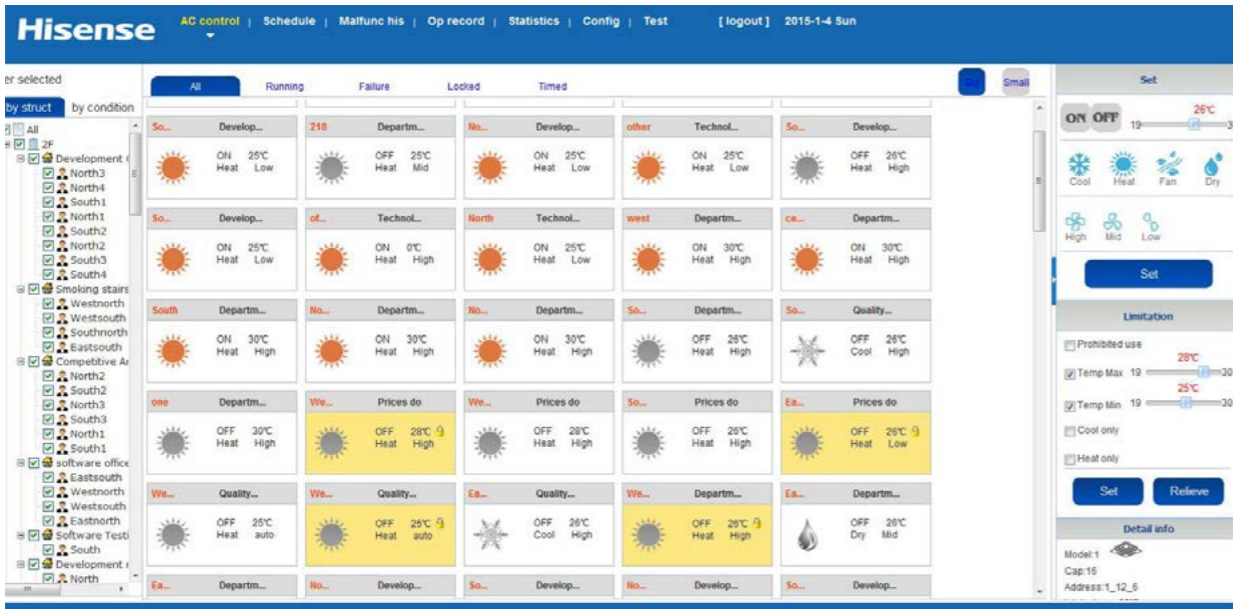 Hisense
AC control | Schedule | Malfunc his | Op record | Statistics | Config | Test [ logout ] 2015-1-4 Sun
er selected
by struct by condition
All
2F
Development
North3
North4
South1
North1
South2
North2
South3
South4
Smoking stairs
Westnorth
Westsouth
Southnorth
Eastsouth
Competitive Ar
North2
South2
North3
South3
North1
South1
software office
Eastsouth
Westnorth
Westsouth
Eastnorth
Software Testi
South
Development r
North
All Running Failure Locked Timed Small
So... Develop... 218 Departm... No... Develop... other Technol... So... Develop...
ON 25℃ OFF 25℃ ON 25℃ ON 25℃ OFF 26℃
Heat Low Heat Mid Heat Low Heat Low Heat High
So... Develop... of... Technol... North Technol... west Departm... ce... Departm...
ON 25℃ ON 0℃ ON 25℃ ON 30℃ ON 30℃
Heat Low Heat High Heat Low Heat High Heat High
South Departm... No... Departm... No... Departm... So... Departm... So... Quality...
ON 30℃ ON 30℃ ON 30℃ OFF 26℃ OFF 26℃
Heat High Heat High Heat High Heat High Cool High
one Departm... We... Prices do We... Prices do So... Prices do Ea... Prices do
OFF 30℃ OFF 28℃ OFF 28℃ OFF 26℃ OFF 26℃
Heat High Heat High Heat High Heat High Heat Low
We... Quality... We... Quality... Ea... Quality... We... Departm... Ea... Departm...
OFF 25℃ OFF 25℃ OFF 26℃ OFF 26℃ OFF 26℃
Heat auto Heat auto Cool High Heat High Dry Mid
Ea... Departm... No... Develop... So... Develop... No... Develop... So... Develop...
Set
ON OFF 26℃
19 3
Cool Heat Fan Dry
High Mid Low
Set
Limitation
Prohibited use
28℃
Temp Max 19 30
25℃
Temp Min 19 30
Cool only
Heat only
Set Relieve
Detail info
Model:1
Cap:16
Address:1_12_6